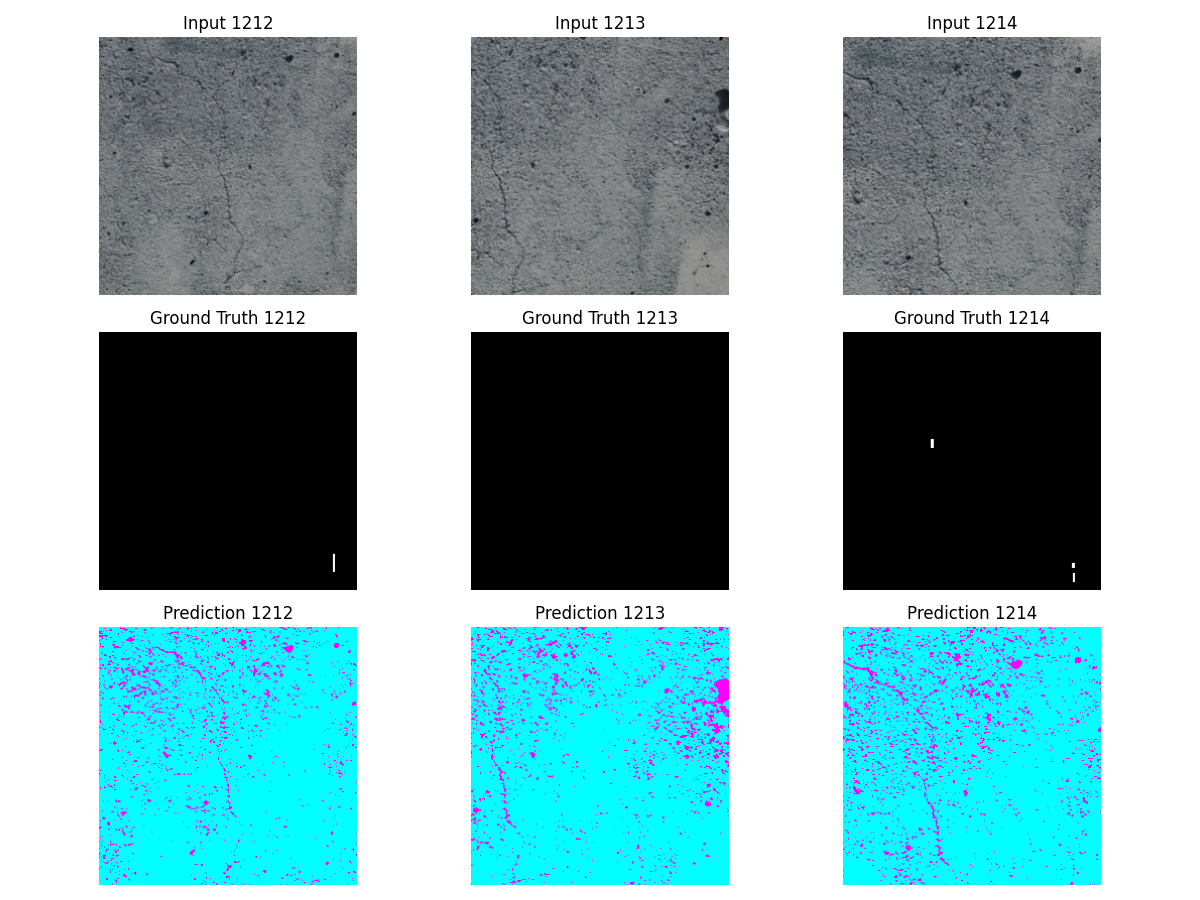 Input 1212
Input 1213
Input 1214
Ground Truth 1212
Ground Truth 1213
Ground Truth 1214
Prediction 1212
Prediction 1213
Prediction 1214